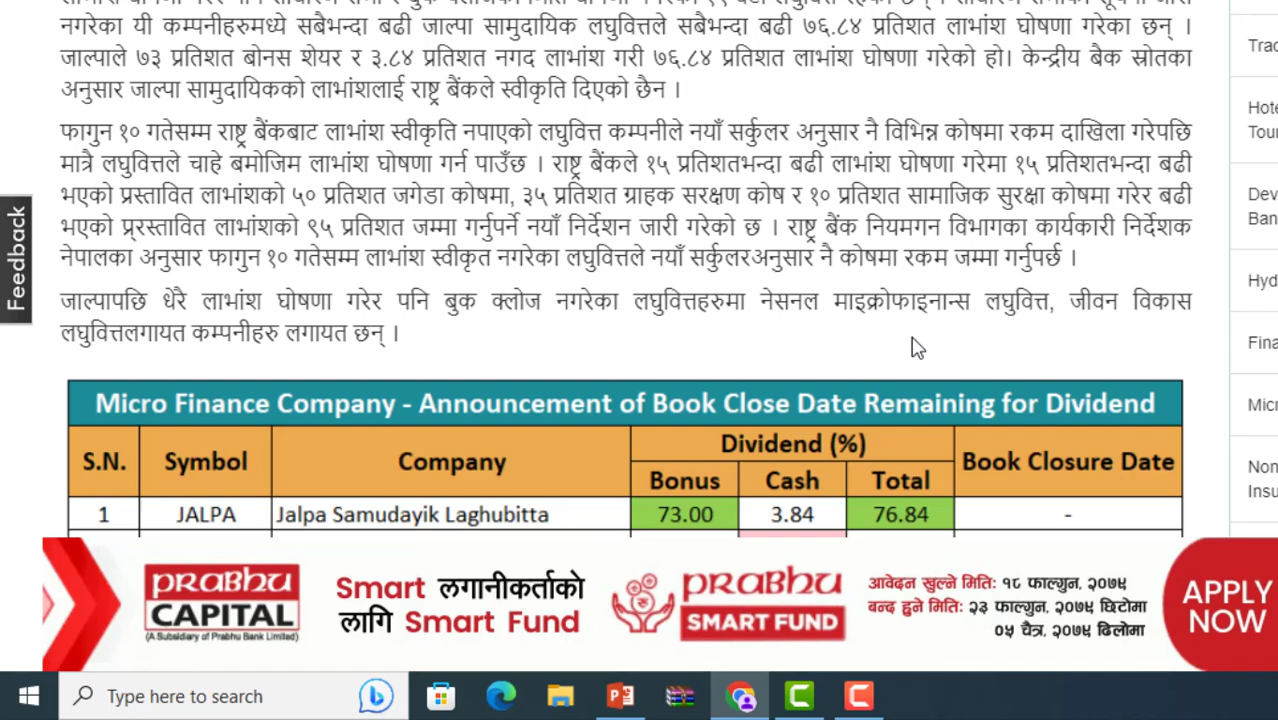 गरेका यी कम्पनीहरुमध्ये सबैभन्दा बढी जाल्पा सामुदायिक लघुवित्तले सबैभन्दा बढी ७६.८४ प्रतिशत लाभांश घोषणा गरेका छन् ।
जाल्पाले ७३ प्रतिशत बोनस शेयर र ३.८४ प्रतिशत नगद लाभांश गरी ७६.८४ प्रतिशत लाभांश घोषणा गरेको हो। केन्द्रीय बैक स्रोतका
अनुसार जाल्पा सामुदायिकको लाभांशलाई राष्ट्र बैंकले स्वीकृति दिएको छैन ।
फागुन १० गतेसम्म राष्ट्र बैंकबाट लाभांश स्वीकृति नपाएको लघुवित्त कम्पनीले नयाँ सर्कुलर अनुसार नै विभिन्न कोषमा रकम दाखिला गरेपछि
मात्रै लघुवित्तले चाहे बमोजिम लाभांश घोषणा गर्न पाउँछ । राष्ट्र बैंकले १५ प्रतिशतभन्दा बढी लाभांश घोषणा गरेमा १५ प्रतिशतभन्दा बढी
भएको प्रस्तावित लाभांशको ५० प्रतिशत जगेडा कोषमा, ३५ प्रतिशत ग्राहक सरक्षण कोष र १० प्रतिशत सामाजिक सुरक्षा कोषमा गरेर बढी
भएको प्र्रस्तावित लाभांशको ९५ प्रतिशत जम्मा गर्नुपर्ने नयाँ निर्देशन जारी गरेको छ । राष्ट्र बैंक नियमगन विभागका कार्यकारी निर्देशक
नेपालका अनुसार फागुन १० गतेसम्म लाभांश स्वीकृत नगरेका लघुवित्तले नयाँ सर्कुलरअनुसार नै कोषमा रकम जम्मा गर्नुपर्छ ।
जाल्पापछि धेरै लाभांश घोषणा गरेर पनि बुक क्लोज नगरेका लघुवित्तहरुमा नेसनल माइक्रोफाइनान्स लघुवित्त, जीवन विकास
लघुवित्तलगायत कम्पनीहरु लगायत छन् ।
Feedback
Micro Finance Company - Announcement of Book Close Date Remaining for Dividend
S.N. Symbol Company Dividend (%) Book Closure Date
Bonus Cash Total
1 JALPA Jalpa Samudayik Laghubitta 73.00 3.84 76.84 -
PRABHU CAPITAL
(A Subsidiary of Prabhu Bank Limited)
Smart लगानीकर्ताको
लागि Smart Fund
PRABHU
SMART FUND
आवेदन खुल्ने मिति: १८ फाल्गुन, २०७९
बन्द हुने मिति: २३ फाल्गुन, २०७९ छिटोमा
०५ चैत्र, २०७९ ढिलोमा
APPLY
NOW
Type here to search